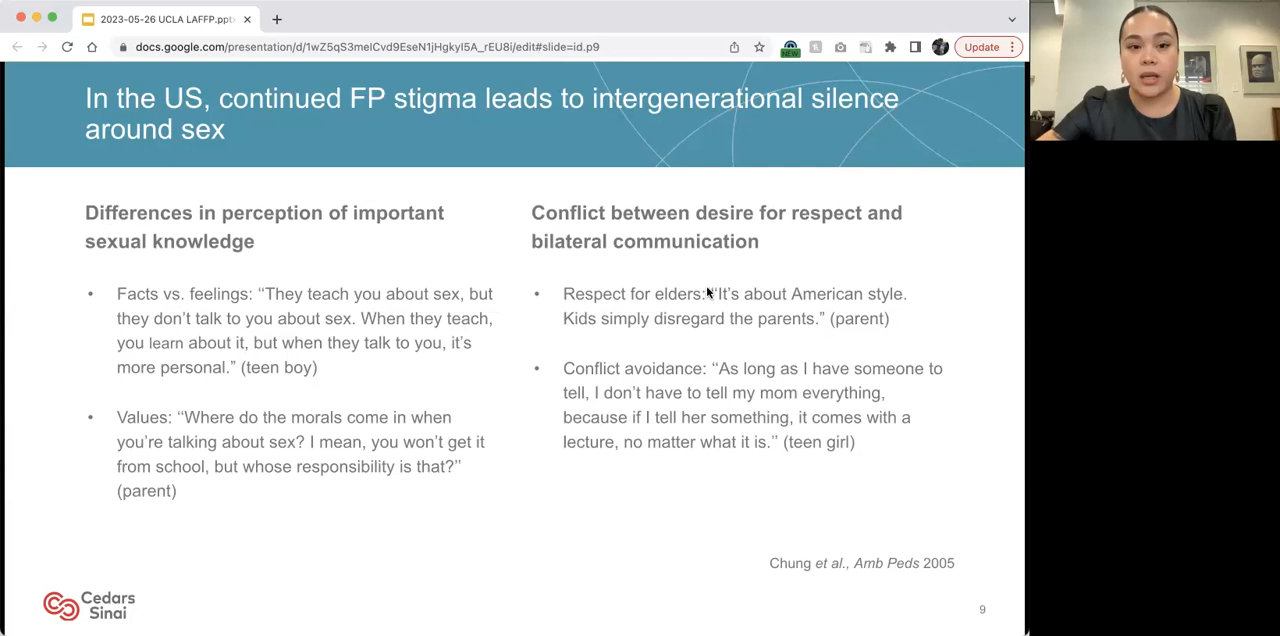 2023-05-26 UCLA LAFFP.pptx
docs.google.com/presentation/d/1wZ5qS3melCvd9EseN1jHgkyI5A_rEU8i/edit#slide=id.p9
NEW
Update
In the US, continued FP stigma leads to intergenerational silence
around sex
Differences in perception of important
sexual knowledge
• Facts vs. feelings: “They teach you about sex, but
they don’t talk to you about sex. When they teach,
you learn about it, but when they talk to you, it’s
more personal.” (teen boy)
• Values: “Where do the morals come in when
you’re talking about sex? I mean, you won’t get it
from school, but whose responsibility is that?”
(parent)
Conflict between desire for respect and
bilateral communication
• Respect for elders: “It’s about American style.
Kids simply disregard the parents.” (parent)
• Conflict avoidance: “As long as I have someone to
tell, I don’t have to tell my mom everything,
because if I tell her something, it comes with a
lecture, no matter what it is.” (teen girl)
Chung et al., Amb Peds 2005
Cedars
Sinai
9